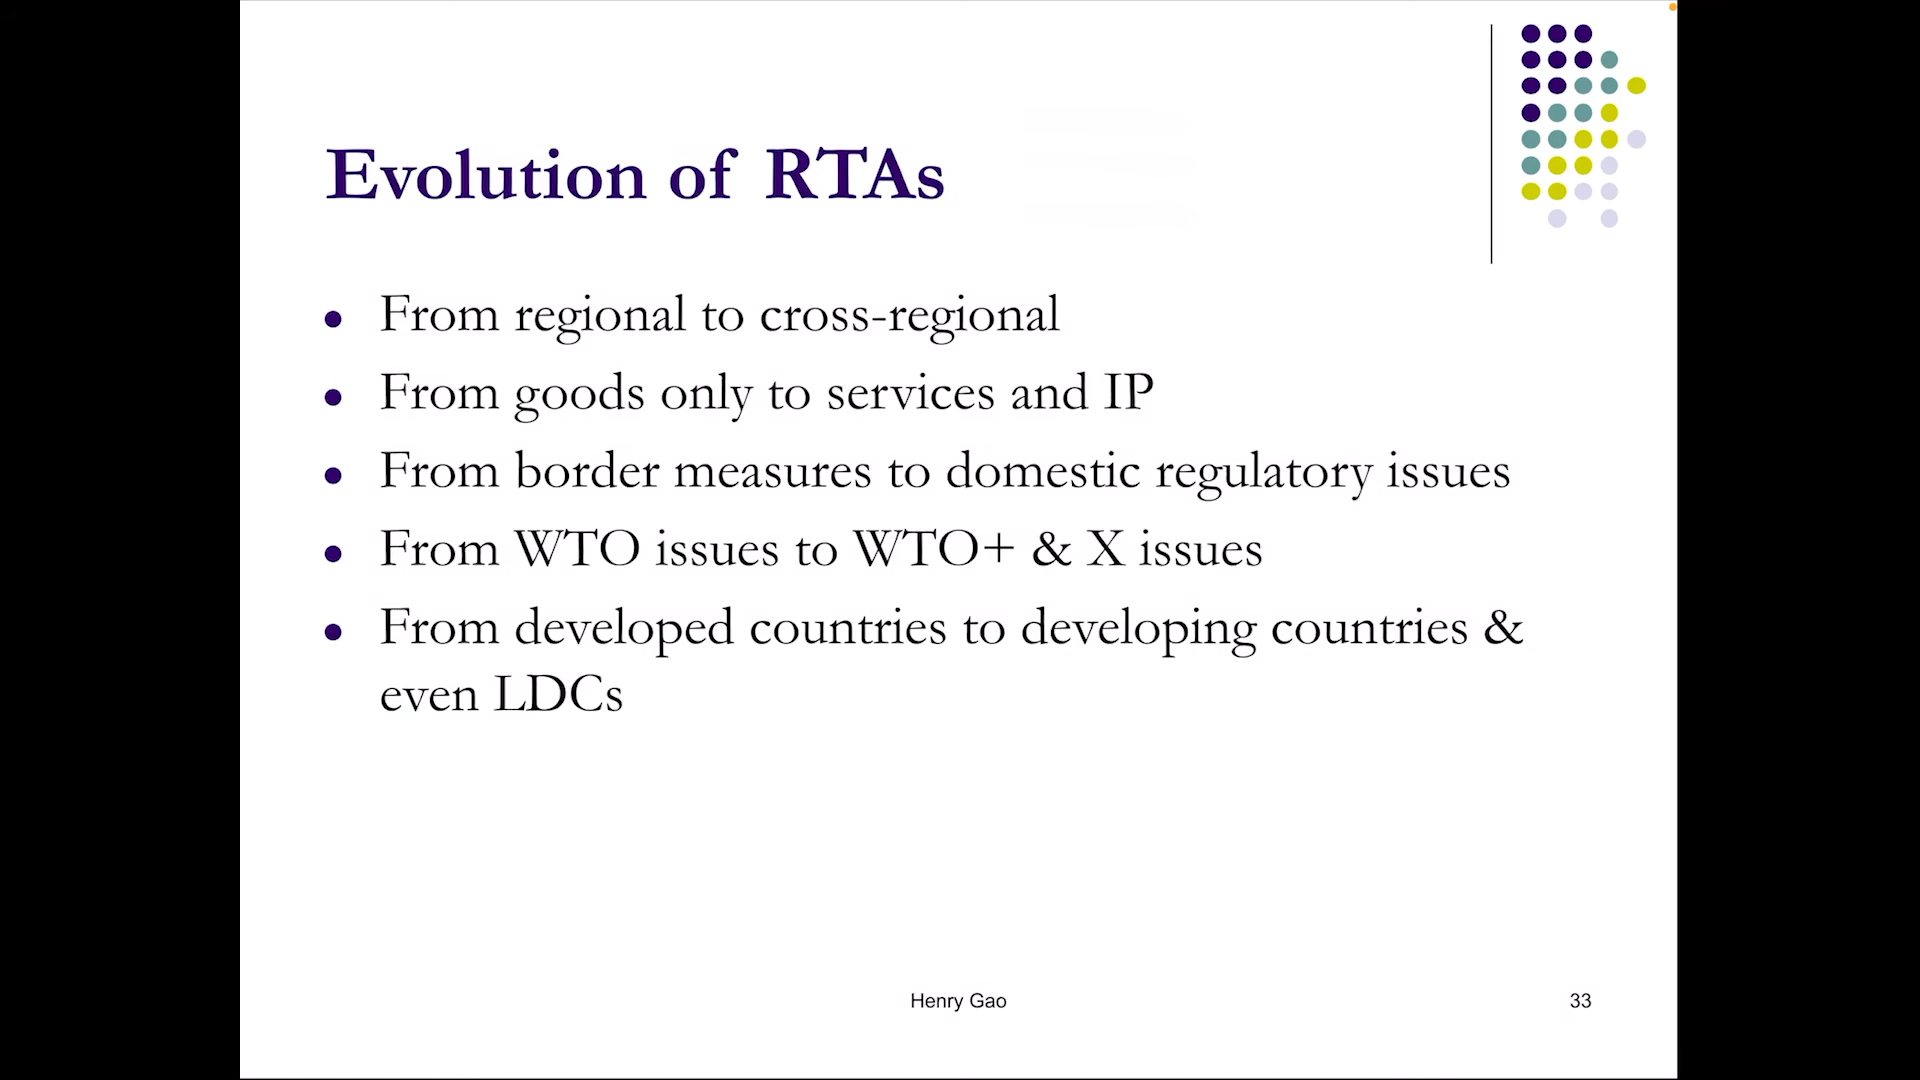 Evolution of RTAs
• From regional to cross-regional
• From goods only to services and IP
• From border measures to domestic regulatory issues
• From WTO issues to WTO+ & X issues
• From developed countries to developing countries &
even LDCs
Henry Gao
33